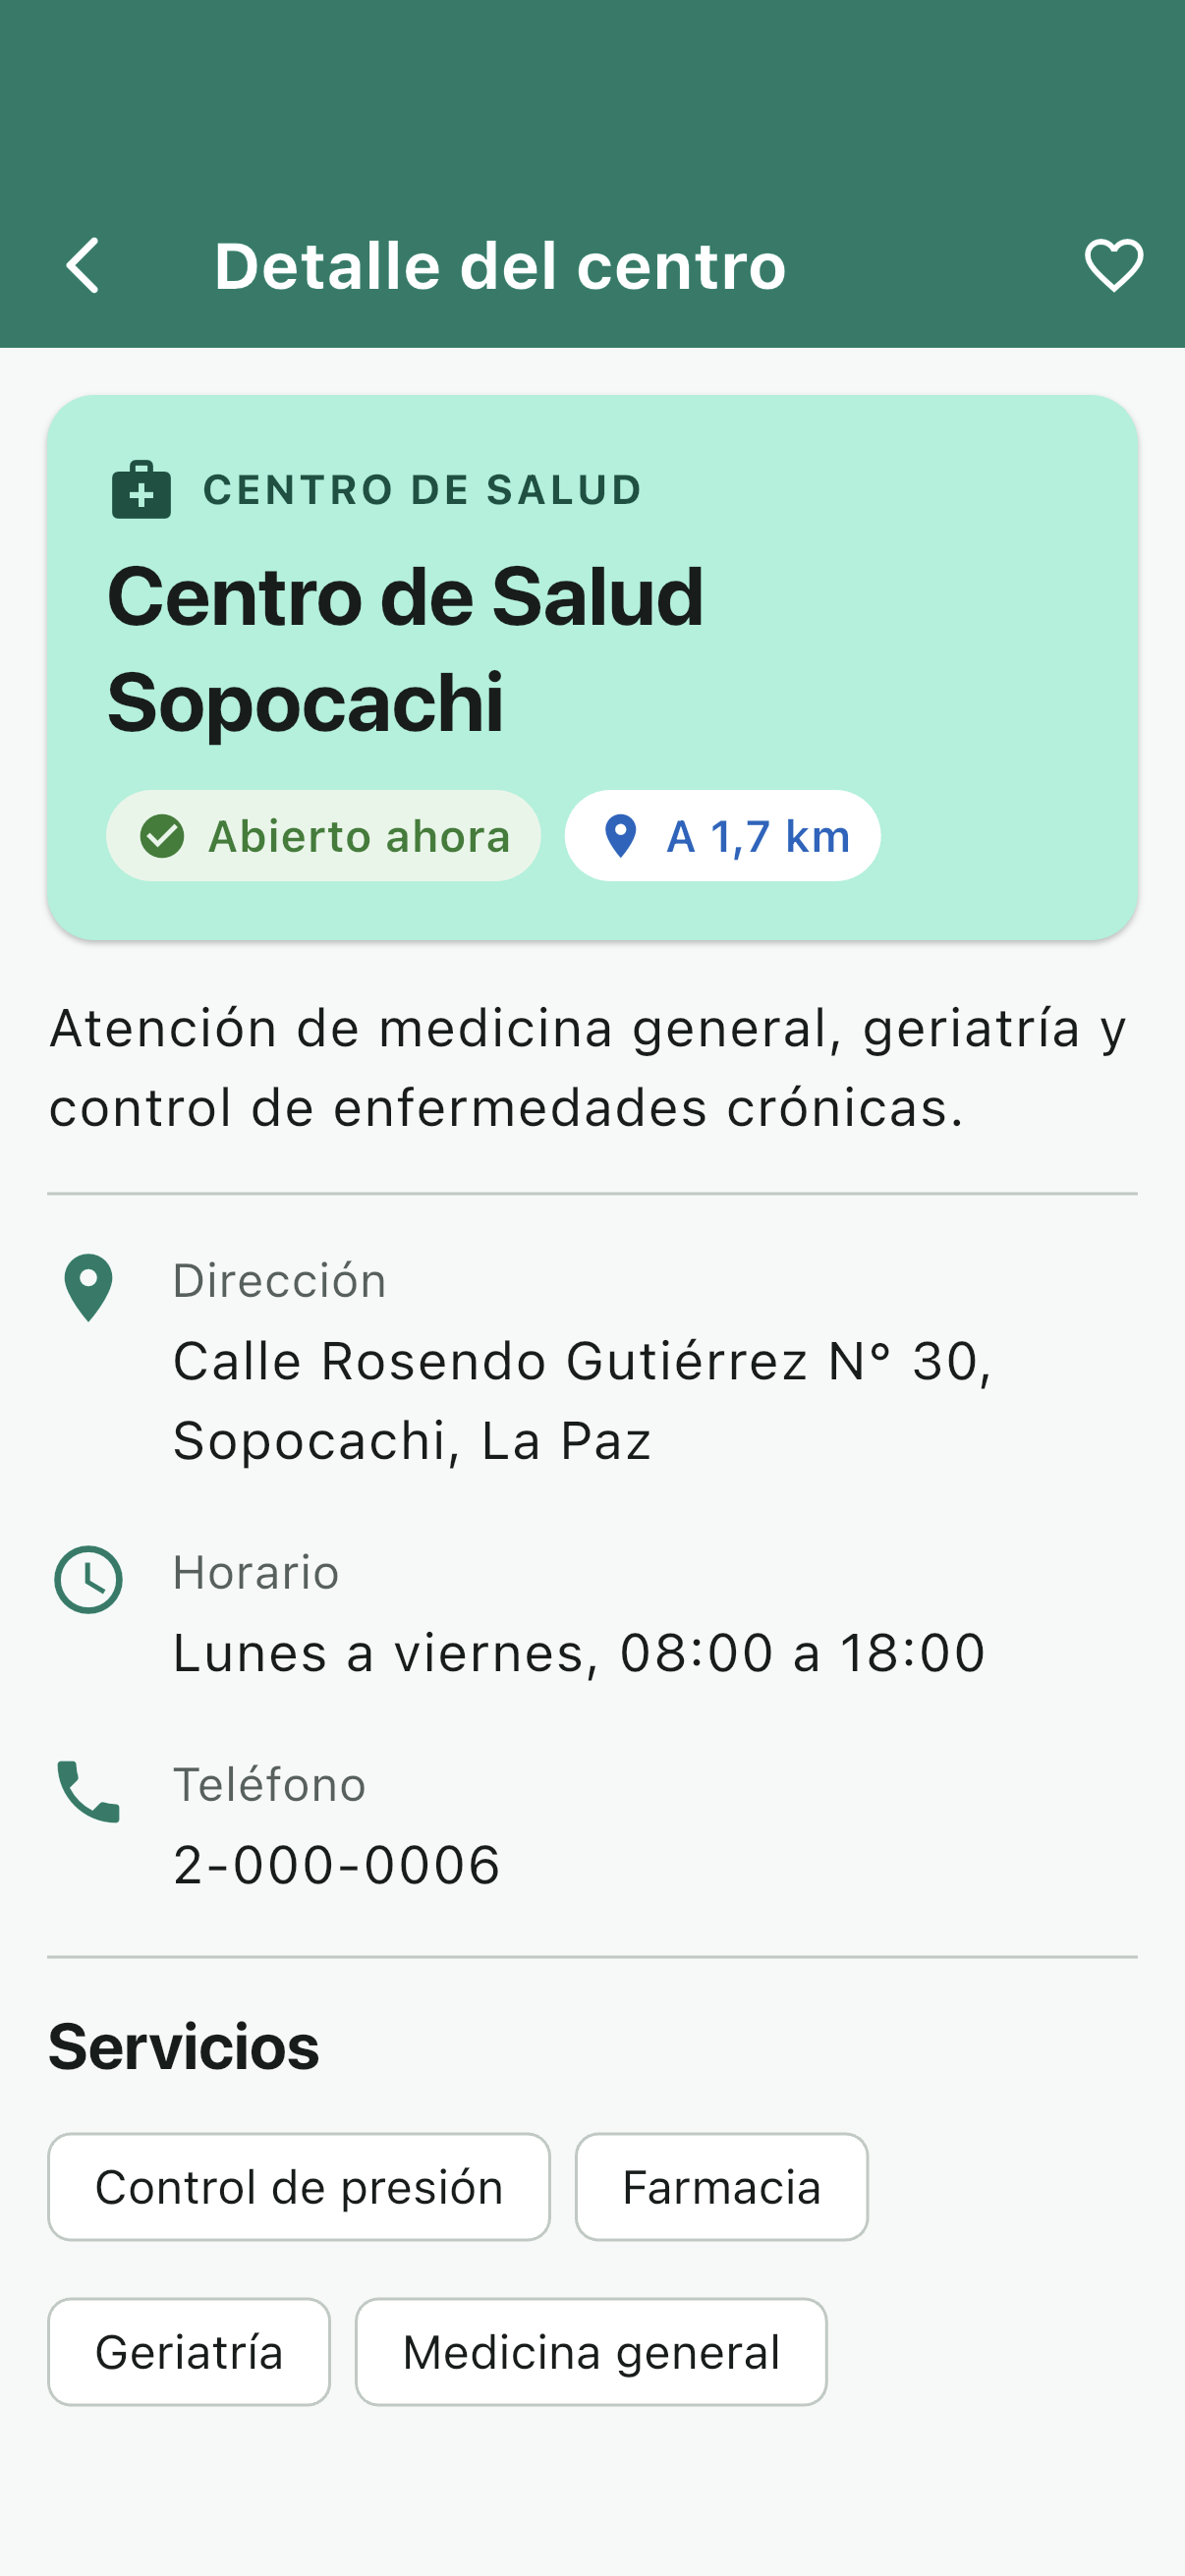 Detalle del centro
CENTRO DE SALUD
Centro de Salud
Sopocachi
Abierto ahora
A 1,7 km
Atención de medicina general, geriatría y
control de enfermedades crónicas.
Dirección
Calle Rosendo Gutiérrez N° 30,
Sopocachi, La Paz
Horario
Lunes a viernes, 08:00 a 18:00
Teléfono
2-000-0006
Servicios
Control de presión
Farmacia
Geriatría
Medicina general